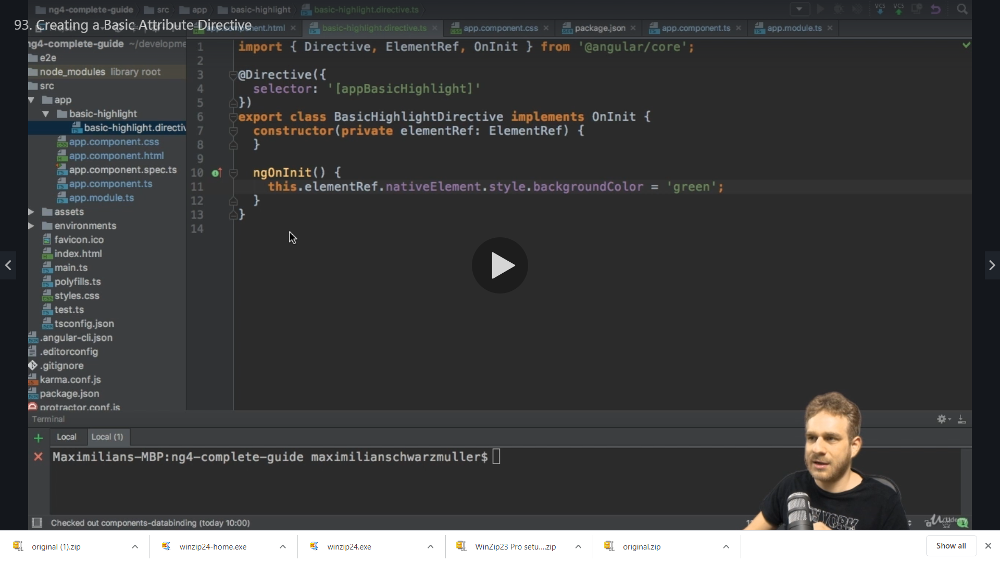 ng4-complete-guide src app basic-highlight basic-highlight.directive.ts
93. Creating a Basic Attribute Directive
app.component.html basic-highlight.directive.ts app.component.css package.json app.component.ts app.module.ts
ng4-complete-guide ~/developme
e2e
node_modules library root
src
app
basic-highlight
basic-highlight.directiv
app.component.css
app.component.html
app.component.spec.ts
app.component.ts
app.module.ts
assets
environments
favicon.ico
index.html
main.ts
polyfills.ts
styles.css
test.ts
tsconfig.json
.angular-cli.json
.editorconfig
.gitignore
karma.conf.js
package.json
protractor.conf.js
1 import { Directive, ElementRef, OnInit } from '@angular/core';
2
3 @Directive({
4 selector: '[appBasicHighlight]'
5 })
6 export class BasicHighlightDirective implements OnInit {
7 constructor(private elementRef: ElementRef) {
8 }
9
10 ngOnInit() {
11 this.elementRef.nativeElement.style.backgroundColor = 'green';
12 }
13 }
14
VCS VCS
Terminal
Local Local (1)
Maximilians-MBP:ng4-complete-guide maximilianschwarzmuller$
YORK
Checked out components-databinding (today 10:00)
Udemy
original (1).zip winzip24-home.exe winzip24.exe WinZip23 Pro setu....zip original.zip Show all